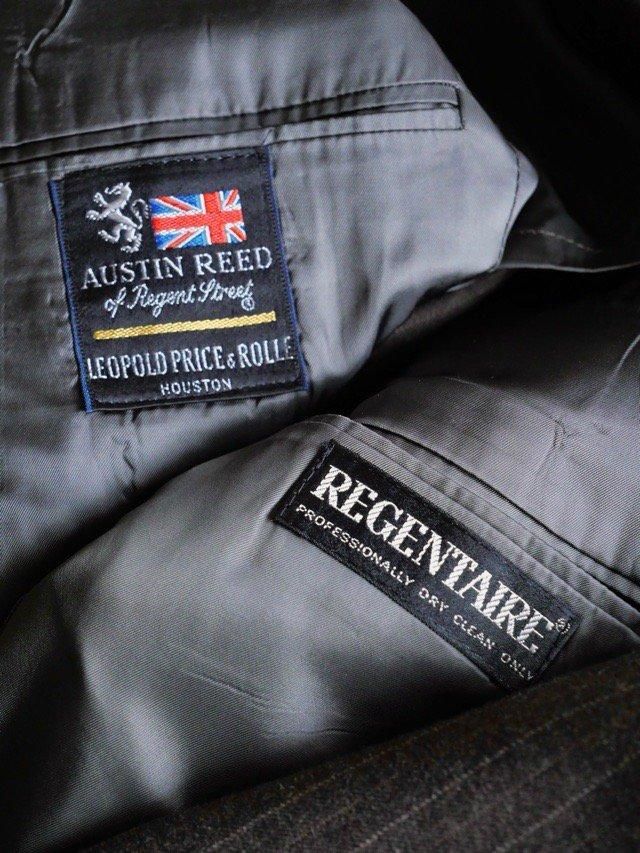 AUSTIN REED
of Regent Street®
LEOPOLD PRICE & ROLLE
HOUSTON
REGENTAIRE®
PROFESSIONALLY DRY CLEAN ONLY